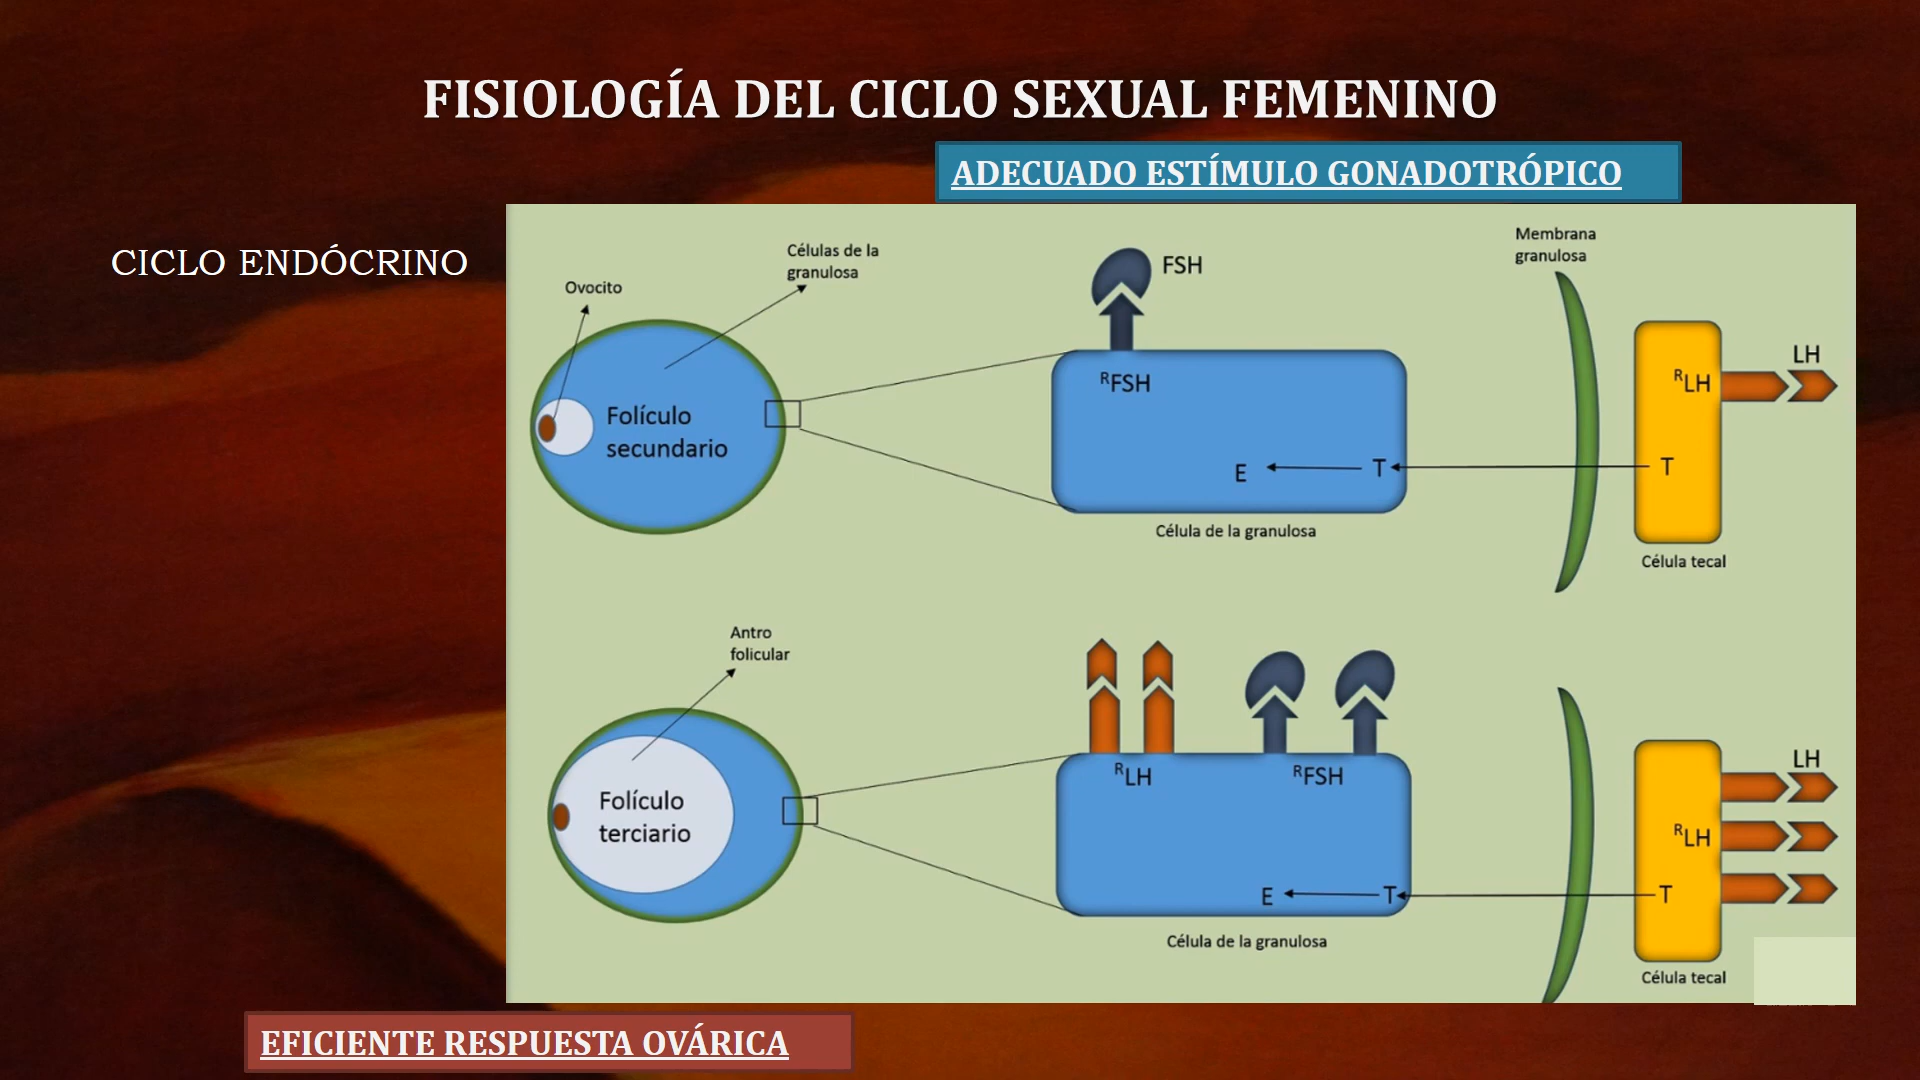 FISIOLOGÍA DEL CICLO SEXUAL FEMENINO
ADECUADO ESTÍMULO GONADOTRÓPICO
CICLO ENDÓCRINO
Ovocito
Células de la
granulosa
Folículo
secundario
FSH
RFSH
E
T
Célula de la granulosa
Membrana
granulosa
LH
RLH
T
Célula tecal
Antro
folicular
Folículo
terciario
RLH
RFSH
E
T
Célula de la granulosa
LH
RLH
T
Célula tecal
EFICIENTE RESPUESTA OVÁRICA